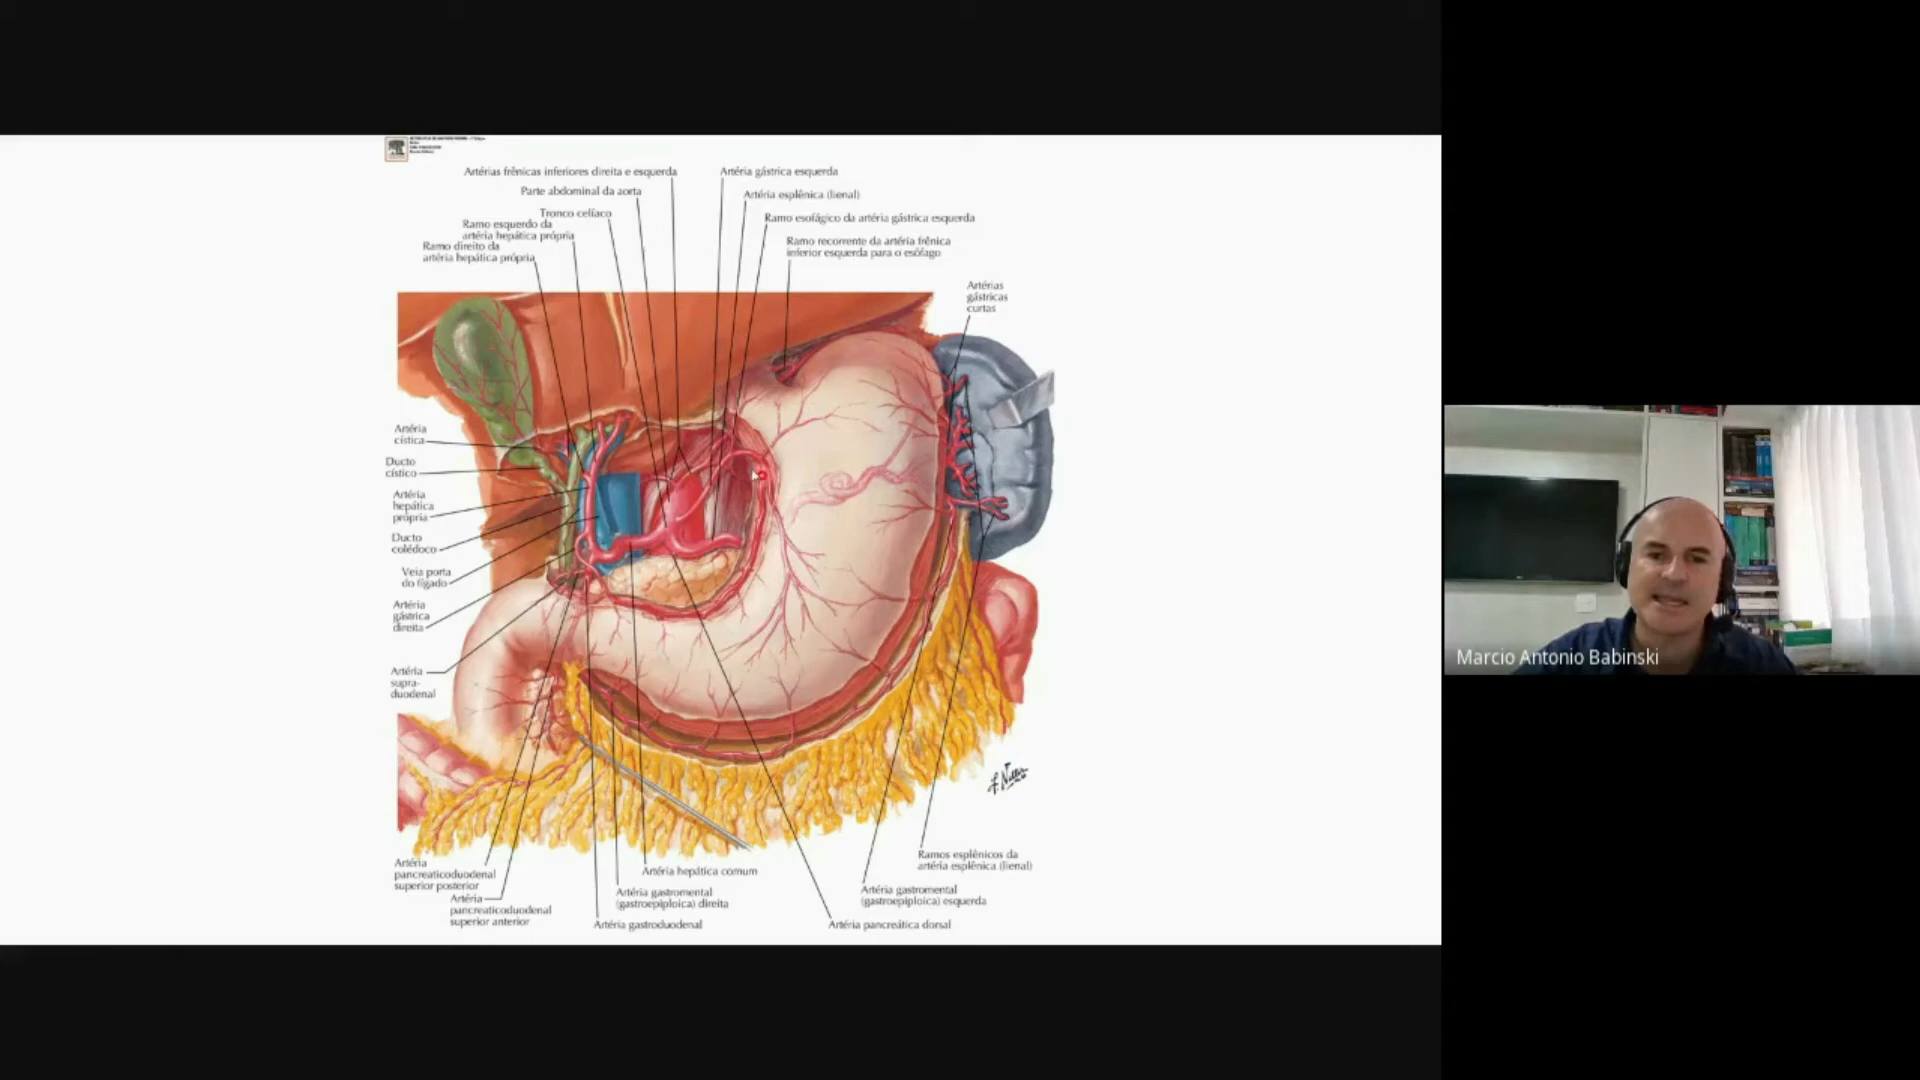 Artérias frênicas inferiores direita e esquerda
Parte abdominal da aorta
Tronco celíaco
Ramo esquerdo da
artéria hepática própria
Ramo direito da
artéria hepática própria
Artéria gástrica esquerda
Artéria esplênica (lienal)
Ramo esofágico da artéria gástrica esquerda
Ramo recorrente da artéria frênica
inferior esquerda para o esôfago
Artérias
gástricas
curtas
Artéria
cística
Ducto
cístico
Artéria
hepática
própria
Ducto
colédoco
Veia porta
do fígado
Artéria
gástrica
direita
Artéria
supra-
duodenal
Artéria
pancreaticoduodenal
superior posterior
Artéria
pancreaticoduodenal
superior anterior
Artéria hepática comum
Artéria gastromental
(gastroepiploica) direita
Artéria gastroduodenal
Ramos esplênicos da
artéria esplênica (lienal)
Artéria gastromental
(gastroepiploica) esquerda
Artéria pancreática dorsal
F. Netter
Marcio Antonio Babinski